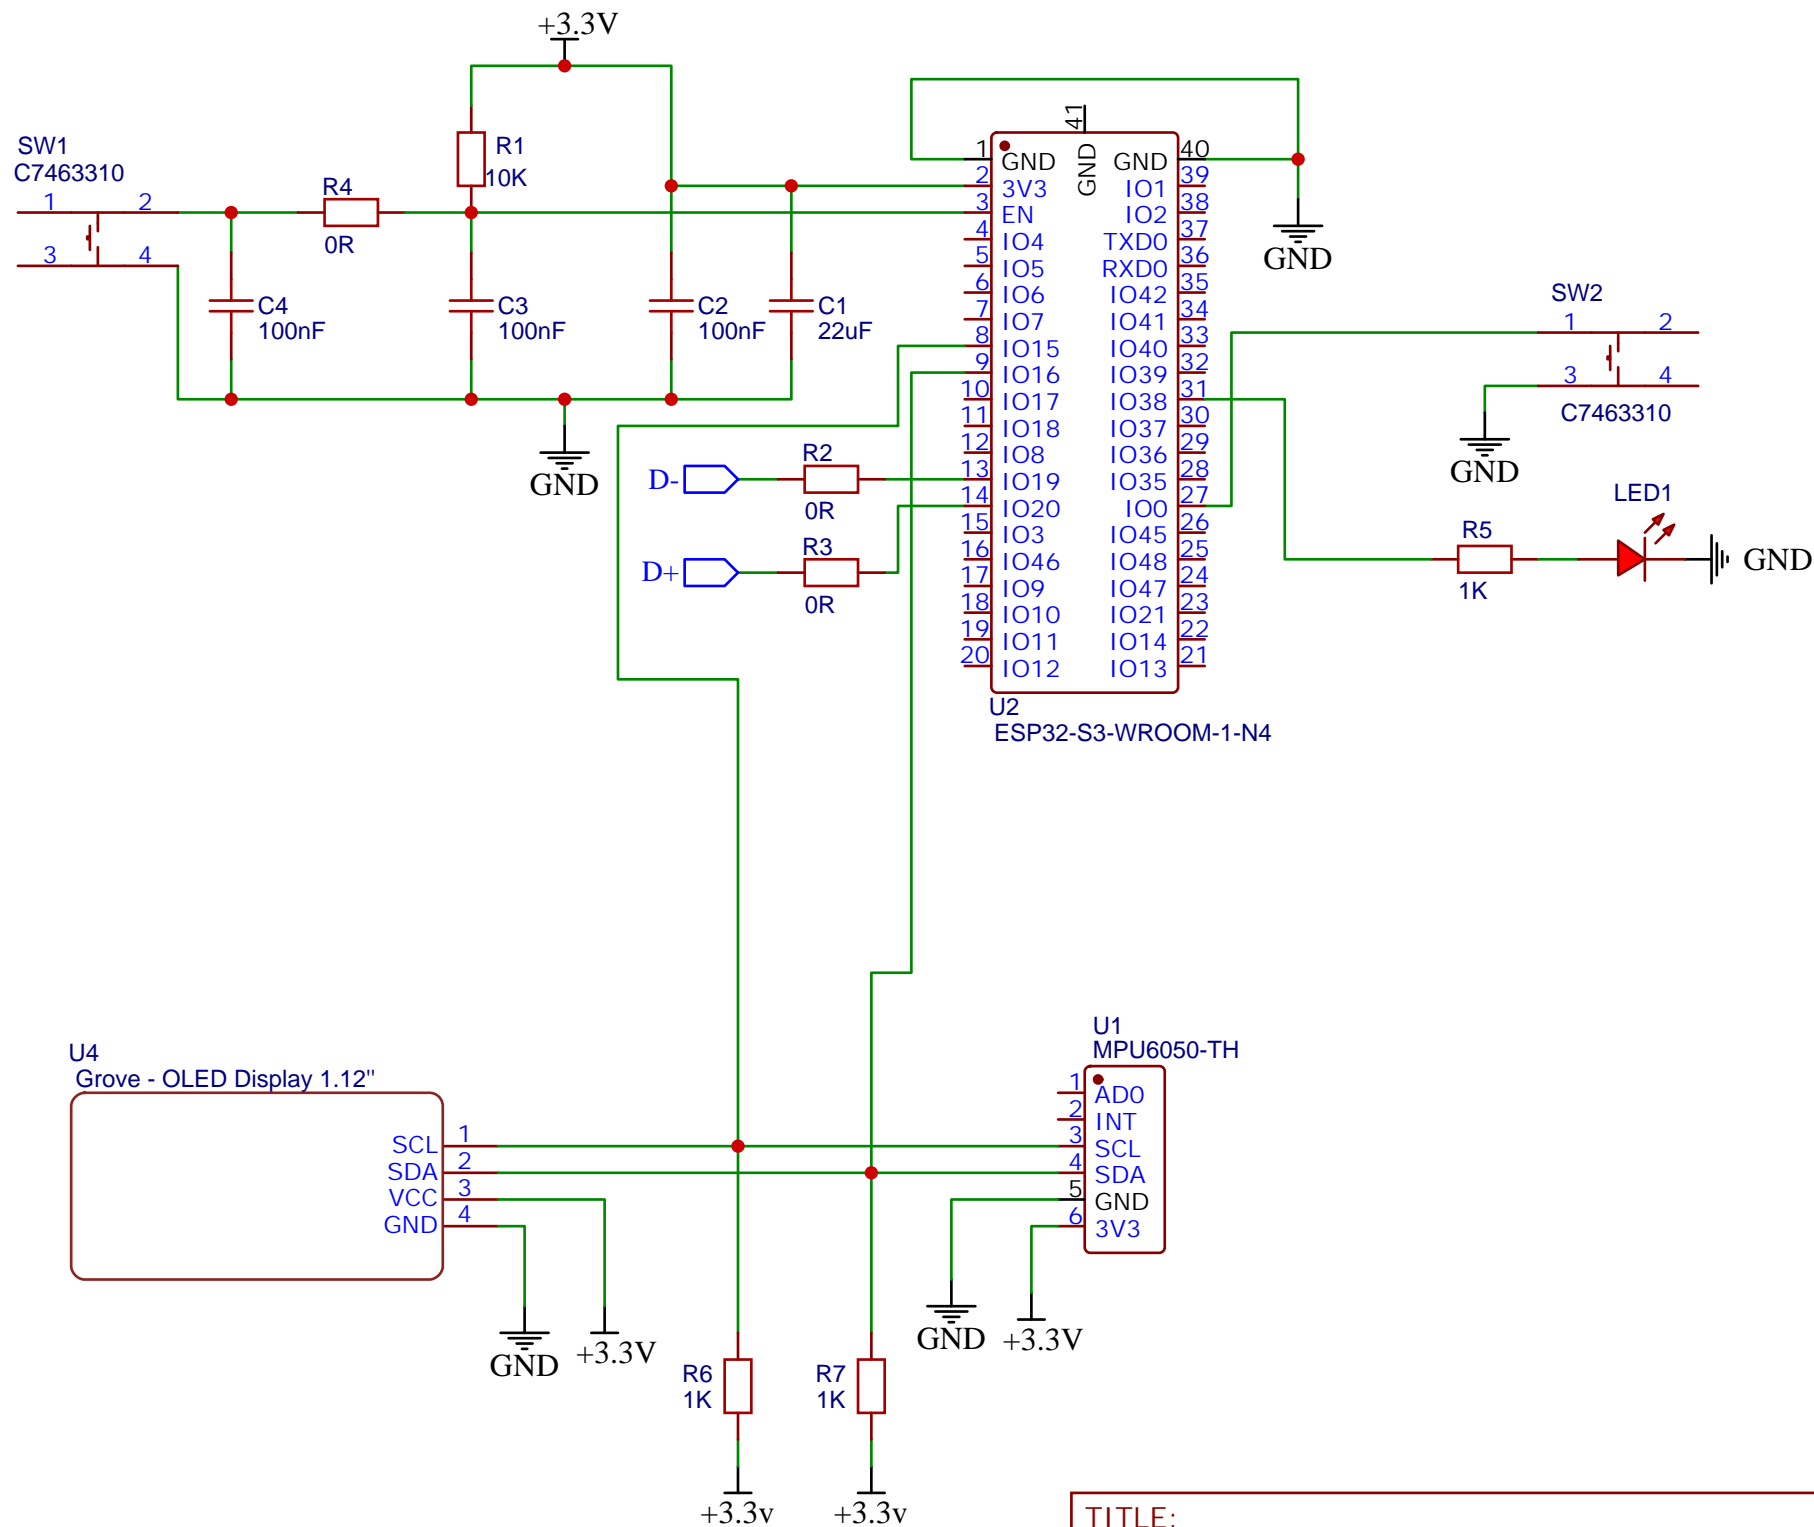 +3.3V
SW1
C7463310
1
2
3
4
R4
0R
R1
10K
C4
100nF
C3
100nF
C2
100nF
C1
22uF
GND
D-
R2
0R
D+
R3
0R
41
GND
1
GND
2
3V3
3
EN
4
IO4
5
IO5
6
IO6
7
IO7
8
IO15
9
IO16
10
IO17
11
IO18
12
IO8
13
IO19
14
IO20
15
IO3
16
IO46
17
IO9
18
IO10
19
IO11
20
IO12
GND
40
IO1
39
IO2
38
TXD0
37
RXD0
36
IO42
35
IO41
34
IO40
33
IO39
32
IO38
31
IO37
30
IO36
29
IO35
28
IO0
27
IO45
26
IO48
25
IO47
24
IO21
23
IO14
22
IO13
21
U2
ESP32-S3-WROOM-1-N4
GND
SW2
1
2
3
4
C7463310
GND
LED1
R5
1K
GND
U4
Grove - OLED Display 1.12"
SCL
1
SDA
2
VCC
3
GND
4
GND
+3.3V
U1
MPU6050-TH
1
AD0
2
INT
3
SCL
4
SDA
5
GND
6
3V3
GND
+3.3V
R6
1K
R7
1K
+3.3v
+3.3v
TITLE: